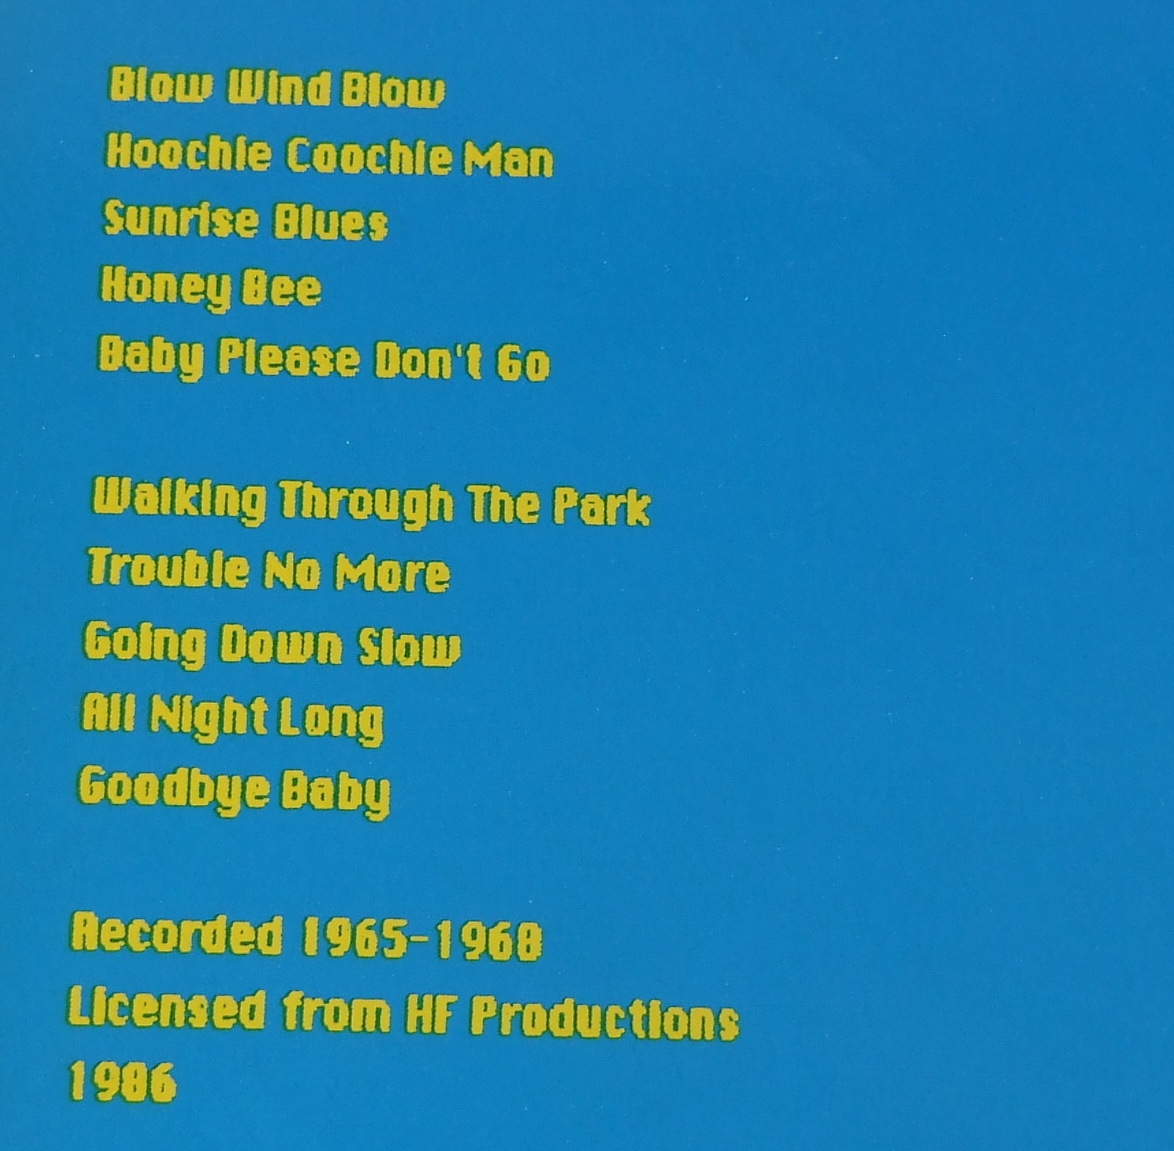 Blow Wind Blow
Hoochie Coochie Man
Sunrise Blues
Honey Bee
Baby Please Don't Go
Walking Through The Park
Trouble No More
Going Down Slow
All Night Long
Goodbye Baby
Recorded 1965-1968
Licensed from HF Productions
1986